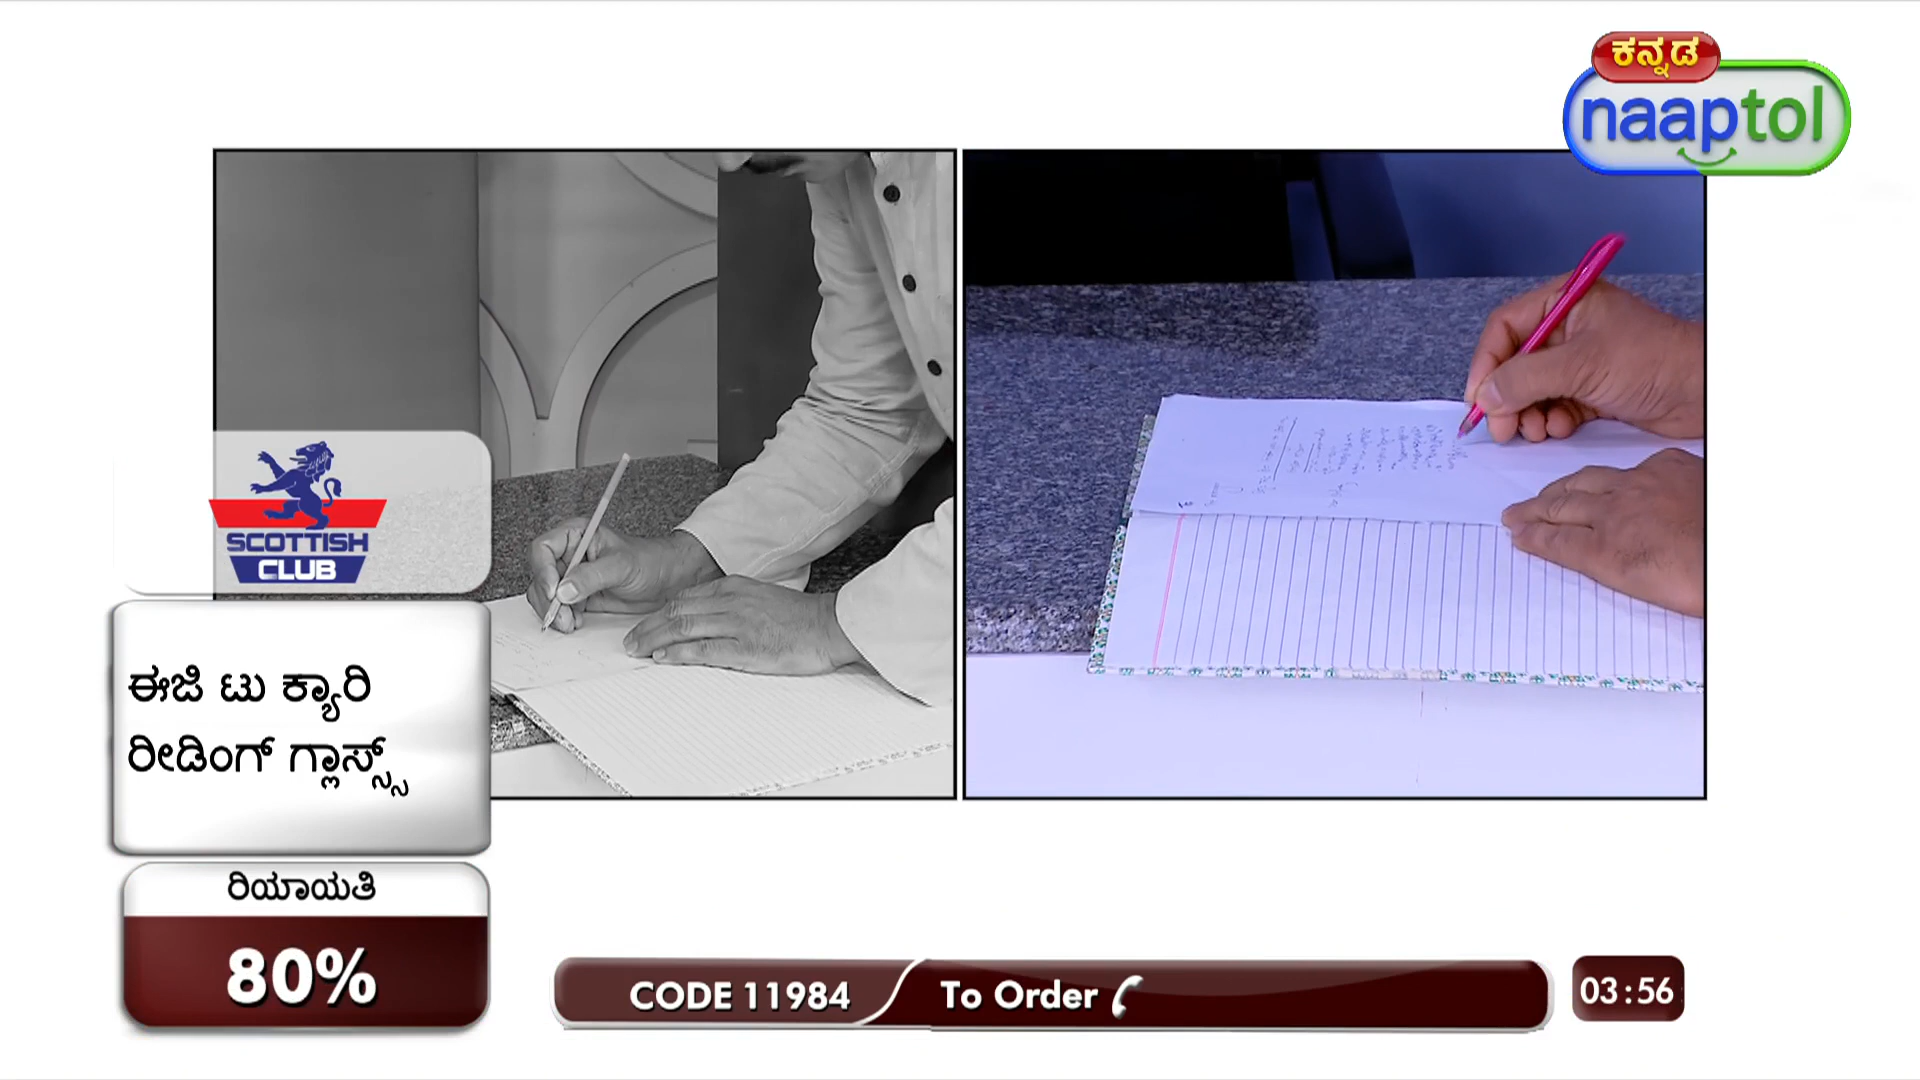 ಕನ್ನಡ
naaptol
SCOTTISH
CLUB
ಈಜಿ ಟು ಕ್ಯಾರಿ
ರೀಡಿಂಗ್ ಗ್ಲಾಸ್ಸ್ಸ್
ರಿಯಾಯತಿ
80%
CODE 11984
To Order
03:56